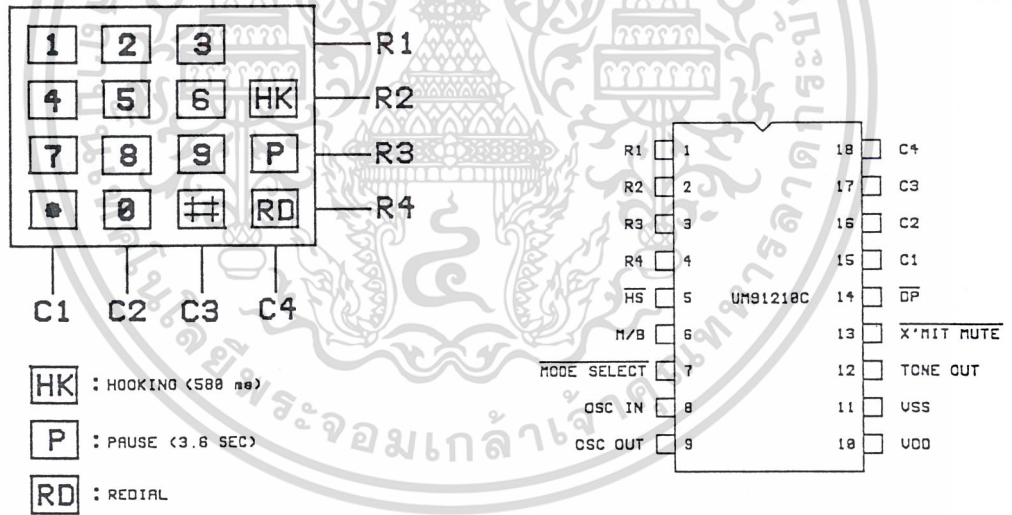 1 2 3 R1
4 5 6 HK R2
7 8 9 P R3
* 0 # RD R4
C1 C2 C3 C4
HK : HOOKING (580 ms)
P : PAUSE (3.6 SEC)
RD : REDIAL
R1 1 18 C4
R2 2 17 C3
R3 3 16 C2
R4 4 15 C1
HS 5 UM91210C 14 DP
M/B 6 13 X'MIT MUTE
MODE SELECT 7 12 TONE OUT
OSC IN 8 11 VSS
OSC OUT 9 10 VDD